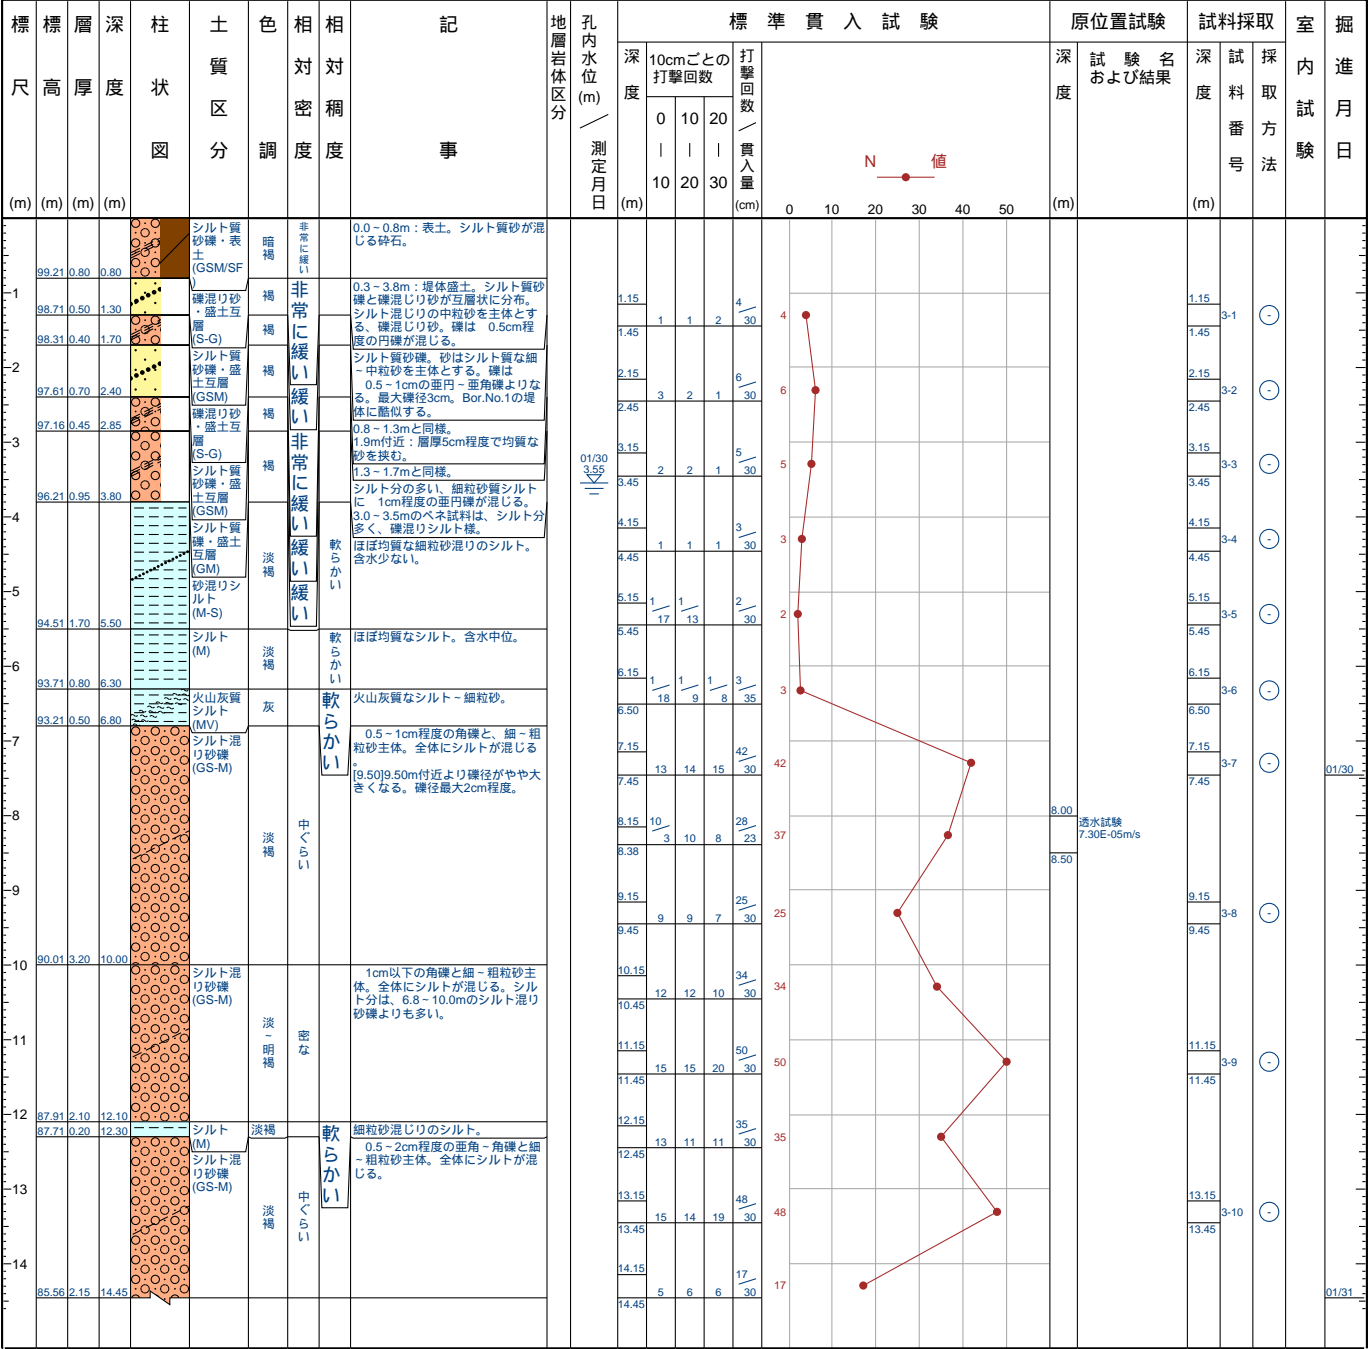 標尺 (m)
標高 (m)
層厚 (m)
深度 (m)
柱状図
土質区分
色調
相対密度
相対稠度
記事
地層岩体区分
孔内水位(m)／測定月日
標準貫入試験
深度 (m)
10cmごとの
打撃回数
0 | 10
10 | 20
20 | 30
打撃回数／貫入量 (cm)
N 値
0 10 20 30 40 50
原位置試験
深度 (m)
試験名
および結果
試料採取
深度 (m)
試料番号
採取方法
室内試験
掘進月日
1
2
3
4
5
6
7
8
9
10
11
12
13
14
99.21 0.80 0.80
98.71 0.50 1.30
98.31 0.40 1.70
97.61 0.70 2.40
97.16 0.45 2.85
96.21 0.95 3.80
94.51 1.70 5.50
93.71 0.80 6.30
93.21 0.50 6.80
90.01 3.20 10.00
87.91 2.10 12.10
87.71 0.20 12.30
85.56 2.15 14.45
シルト質
砂礫・表
土
(GSM/SF
)
礫混り砂
・盛土互
層
(S-G)
シルト質
砂礫・盛
土互層
(GSM)
礫混り砂
・盛土互
層
(S-G)
シルト質
砂礫・盛
土互層
(GSM)
シルト質
礫・盛土
互層
(GM)
砂混りシ
ルト
(M-S)
シルト
(M)
火山灰質
シルト
(MV)
シルト混
り砂礫
(GS-M)
シルト混
り砂礫
(GS-M)
シルト
(M)
シルト混
り砂礫
(GS-M)
暗褐
褐
褐
褐
褐
褐
淡褐
淡褐
灰
淡褐
淡~明褐
淡褐
淡褐
非常に緩い
非常に緩い
緩い
非常に緩い
緩い
緩い
中ぐらい
密な
中ぐらい
軟らかい
軟らかい
軟らかい
軟らかい
0.0~0.8m：表土。シルト質砂が混
じる砕石。
0.3~3.8m：堤体盛土。シルト質砂
礫と礫混じり砂が互層状に分布。
シルト混りの中粒砂を主体とす
る、礫混じり砂。礫は 0.5cm程
度の円礫が混じる。
シルト質砂礫。砂はシルト質な細
~中粒砂を主体とする。礫は
0.5~1cmの亜円~亜角礫よりな
る。最大礫径3cm。Bor.No.1の堤
体に酷似する。
0.8~1.3mと同様。
1.9m付近：層厚5cm程度で均質な
砂を挟む。
1.3~1.7mと同様。
シルト分の多い、細粒砂質シルト
に 1cm程度の亜円礫が混じる。
3.0~3.5mのペネ試料は、シルト分
多く、礫混りシルト様。
ほぼ均質な細粒砂混りのシルト。
含水少ない。
ほぼ均質なシルト。含水中位。
火山灰質なシルト~細粒砂。
0.5~1cm程度の角礫と、細~粗
粒砂主体。全体にシルトが混じる
。
[9.50]9.50m付近より礫径がやや大
きくなる。礫径最大2cm程度。
1cm以下の角礫と細~粗粒砂主
体。全体にシルトが混じる。シル
ト分は、6.8~10.0mのシルト混り
砂礫よりも多い。
細粒砂混じりのシルト。
0.5~2cm程度の亜角~角礫と細
~粗粒砂主体。全体にシルトが混
じる。
01/30
3.55
1.15 1.45 1 1 2 4/30 4
2.15 2.45 3 2 1 6/30 6
3.15 3.45 2 2 1 5/30 5
4.15 4.45 1 1 1 3/30 3
5.15 5.45 1/17 1/13 2/30 2
6.15 6.50 1/18 1/9 1/8 3/35 3
7.15 7.45 13 14 15 42/30 42
8.15 8.38 10/3 10 8 28/23 37
9.15 9.45 9 9 7 25/30 25
10.15 10.45 12 12 10 34/30 34
11.15 11.45 15 15 20 50/30 50
12.15 12.45 13 11 11 35/30 35
13.15 13.45 15 14 19 48/30 48
14.15 14.45 5 6 6 17/30 17
8.00
8.50
透水試験
7.30E-05m/s
1.15 1.45 3-1 -
2.15 2.45 3-2 -
3.15 3.45 3-3 -
4.15 4.45 3-4 -
5.15 5.45 3-5 -
6.15 6.50 3-6 -
7.15 7.45 3-7 -
9.15 9.45 3-8 -
11.15 11.45 3-9 -
13.15 13.45 3-10 -
01/30
01/31